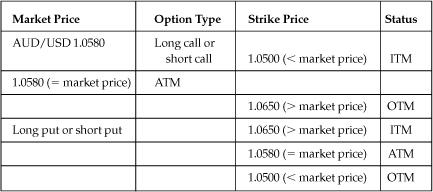 Market Price Option Type Strike Price Status
AUD/USD 1.0580 Long call or
short call 1.0500 (< market price) ITM
1.0580 (= market price) ATM
1.0650 (> market price) OTM
Long put or short put 1.0650 (> market price) ITM
1.0580 (= market price) ATM
1.0500 (< market price) OTM